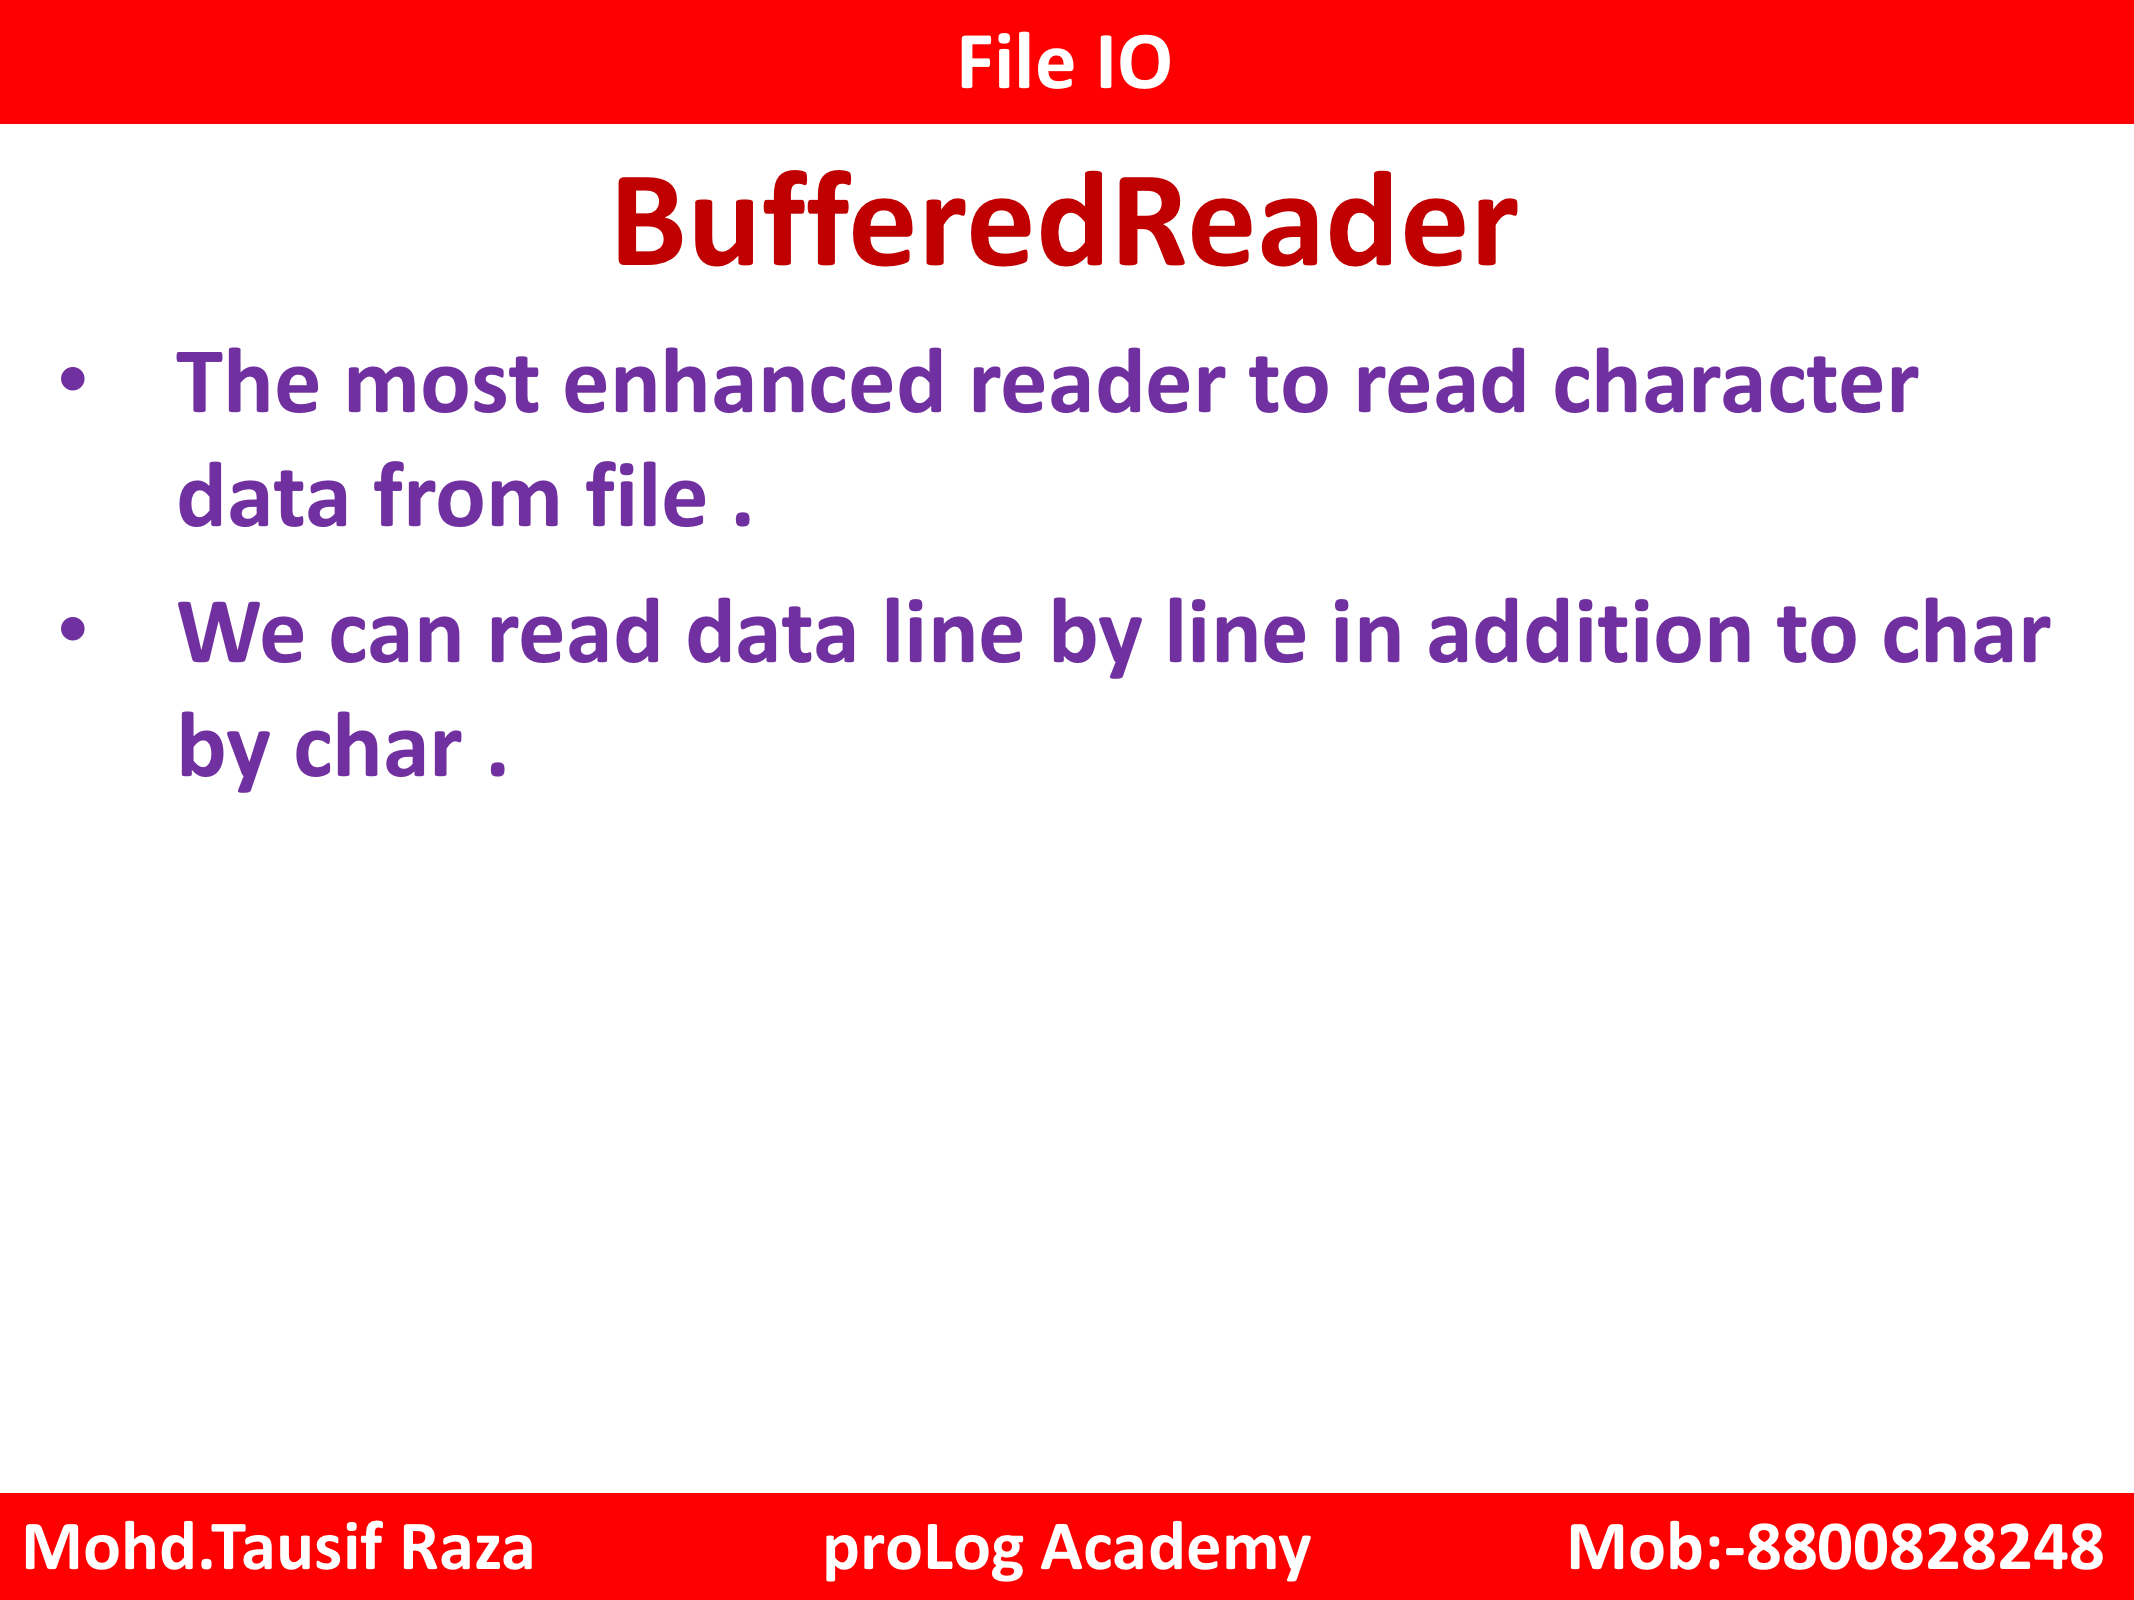 File IO
BufferedReader
• The most enhanced reader to read character
data from file .
• We can read data line by line in addition to char
by char .
Mohd.Tausif Raza proLog Academy Mob:-8800828248